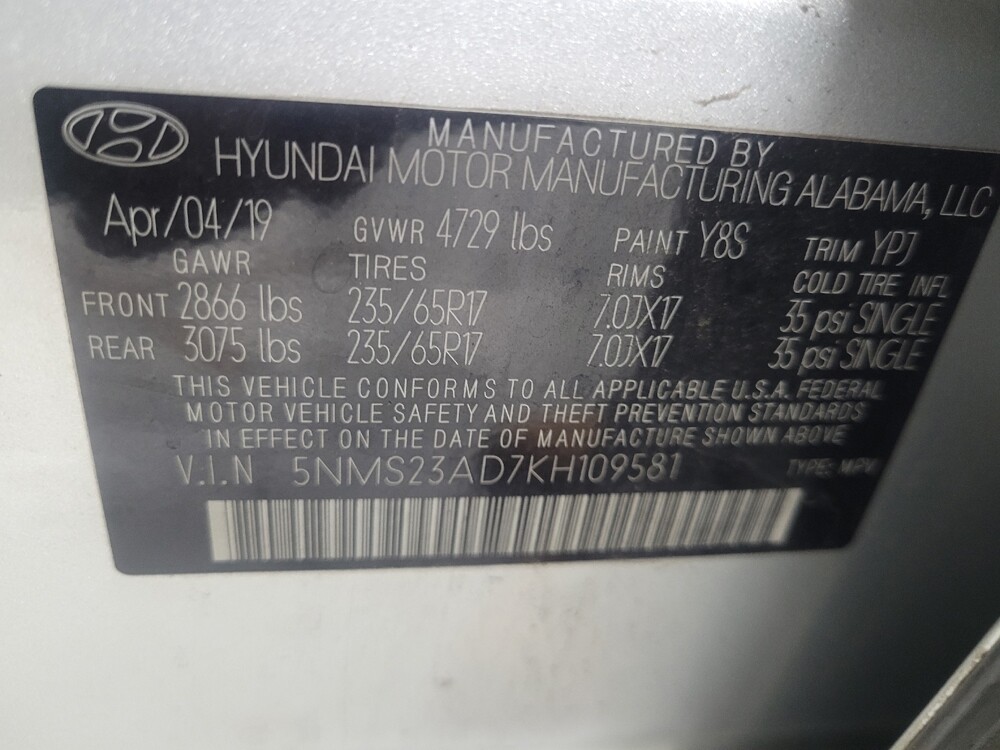 MANUFACTURED BY
HYUNDAI MOTOR MANUFACTURING ALABAMA, LLC
Apr/04/19 GVWR 4729 lbs PAINT Y8S TRIM YPJ
GAWR TIRES RIMS COLD TIRE INFL
FRONT 2866 lbs 235/65R17 7.0JX17 35 psi SINGLE
REAR 3075 lbs 235/65R17 7.0JX17 35 psi SINGLE
THIS VEHICLE CONFORMS TO ALL APPLICABLE U.S.A. FEDERAL
MOTOR VEHICLE SAFETY AND THEFT PREVENTION STANDARDS
IN EFFECT ON THE DATE OF MANUFACTURE SHOWN ABOVE
V.I.N 5NMS23AD7KH109581 TYPE: MPV